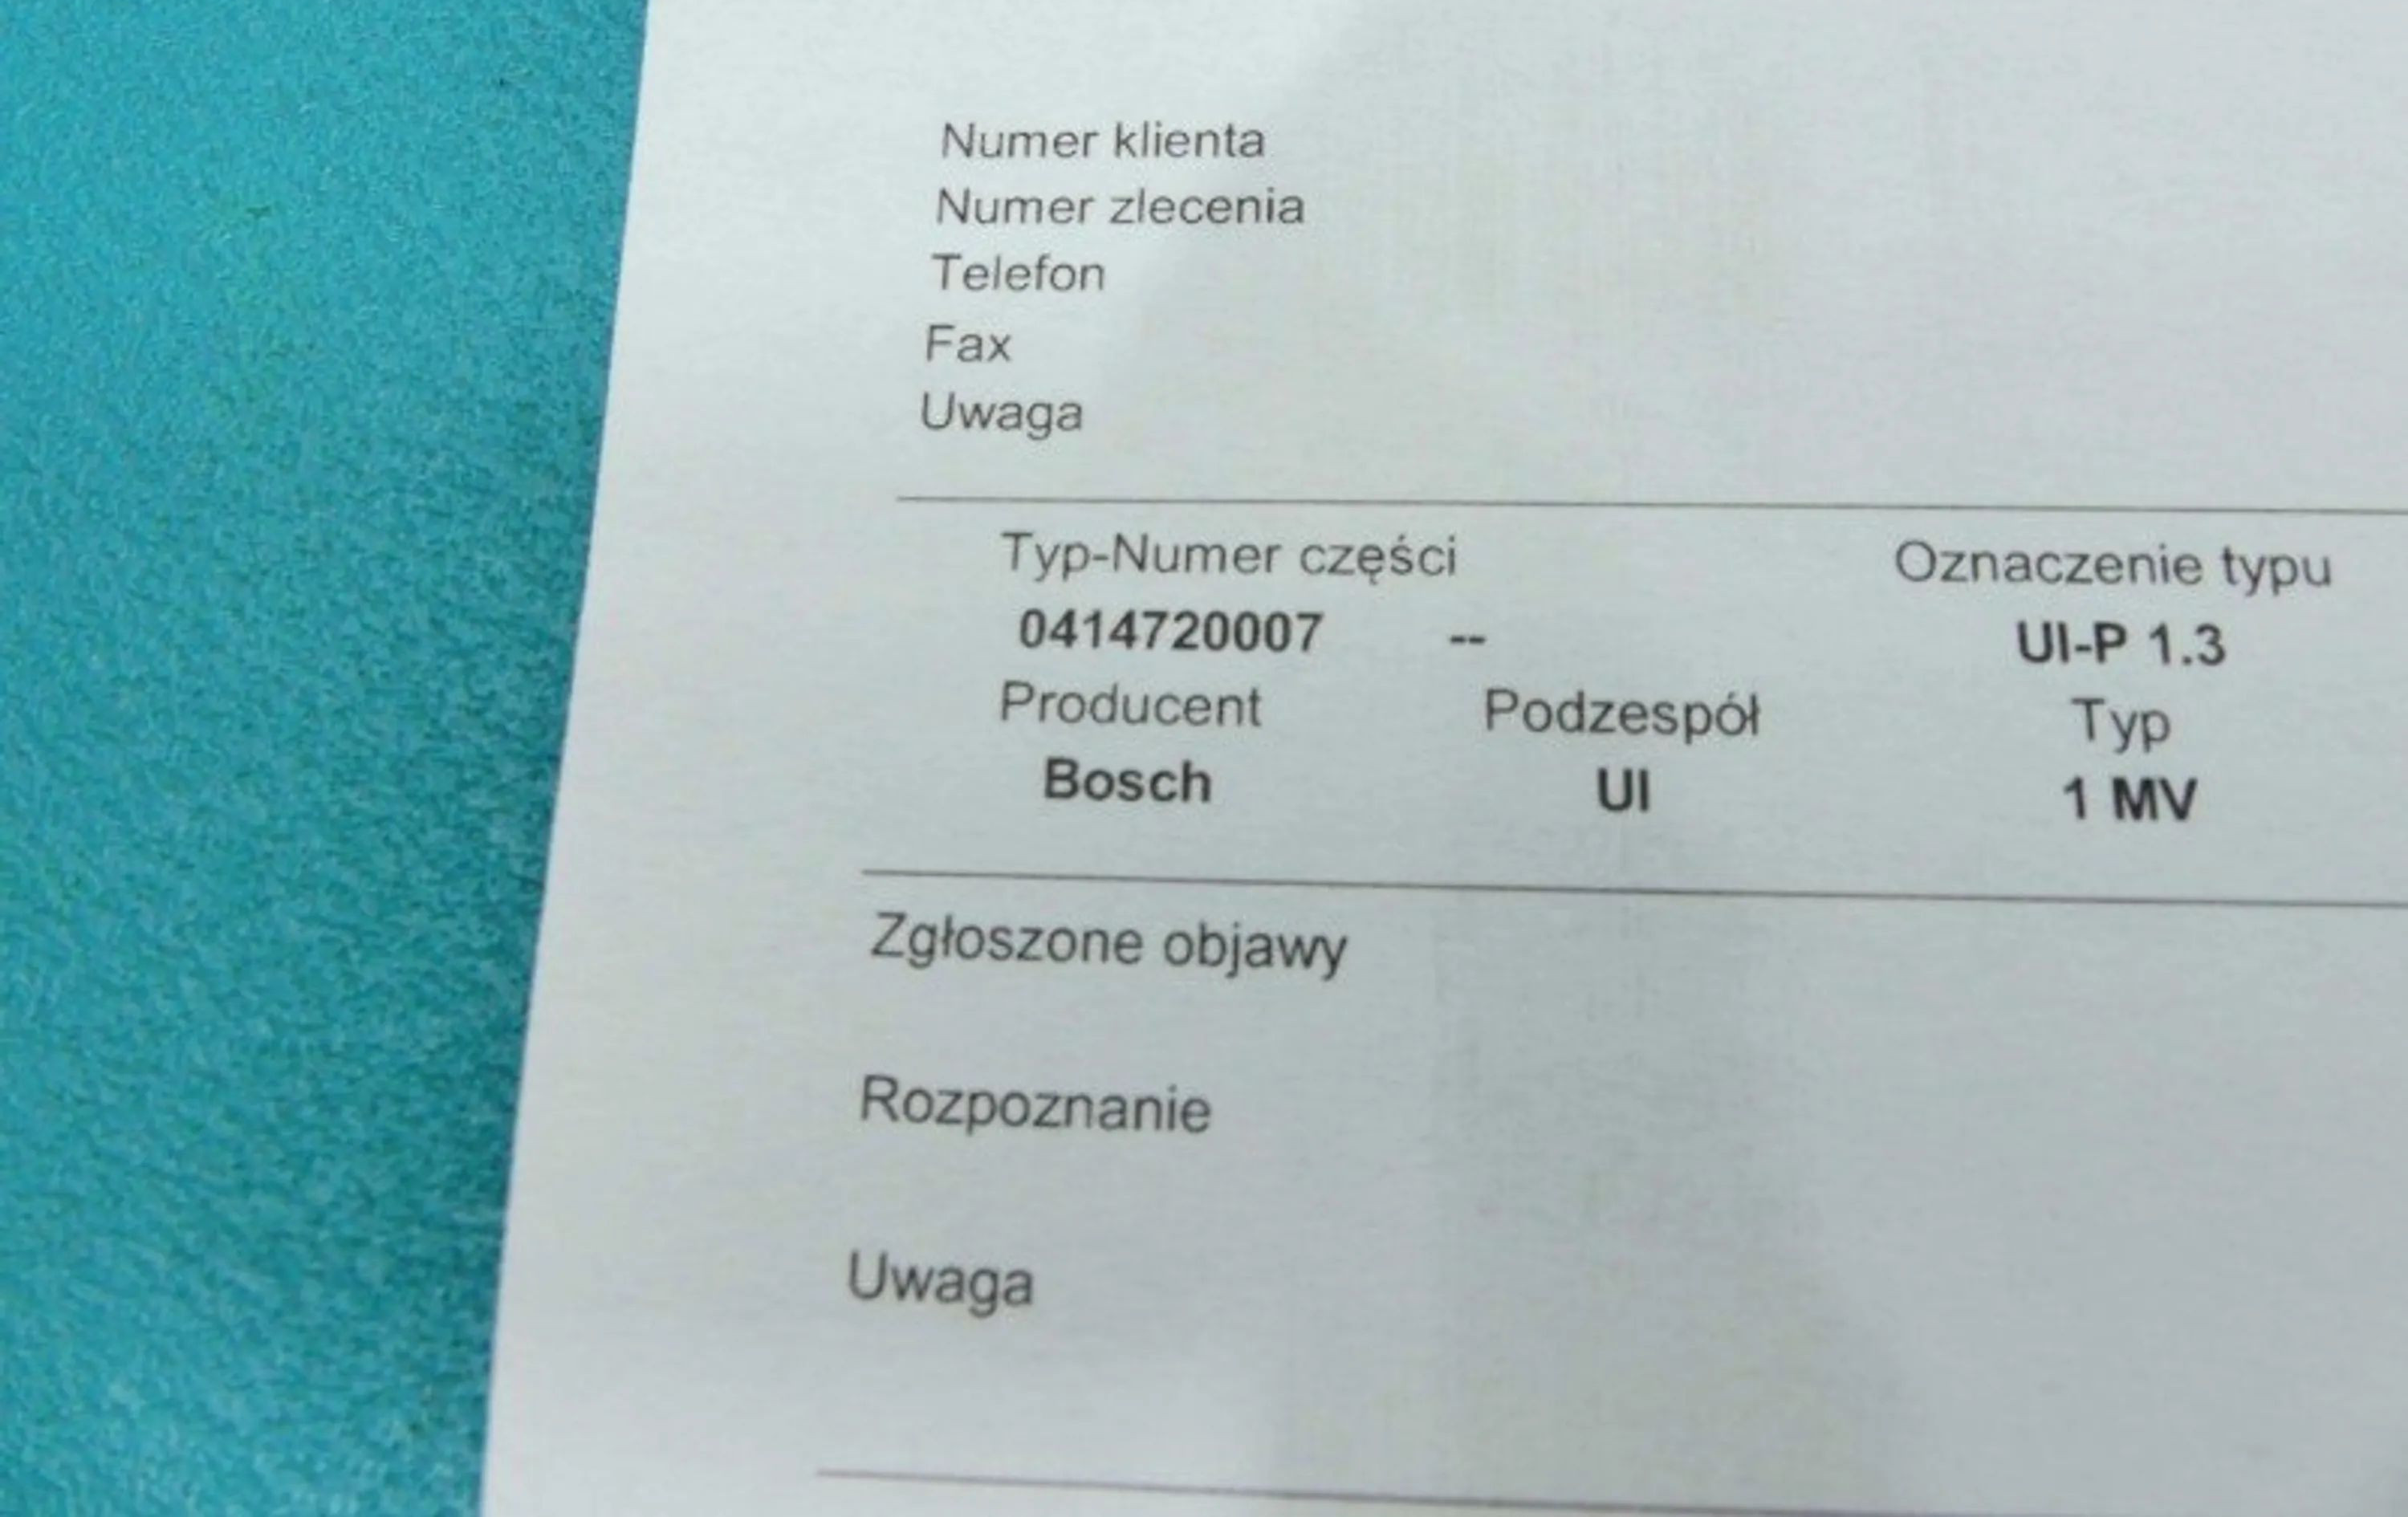 Numer klienta
Numer zlecenia
Telefon
Fax
Uwaga
Typ-Numer części Oznaczenie typu
0414720007 -- UI-P 1.3
Producent Podzespół Typ
Bosch UI 1 MV
Zgłoszone objawy
Rozpoznanie
Uwaga